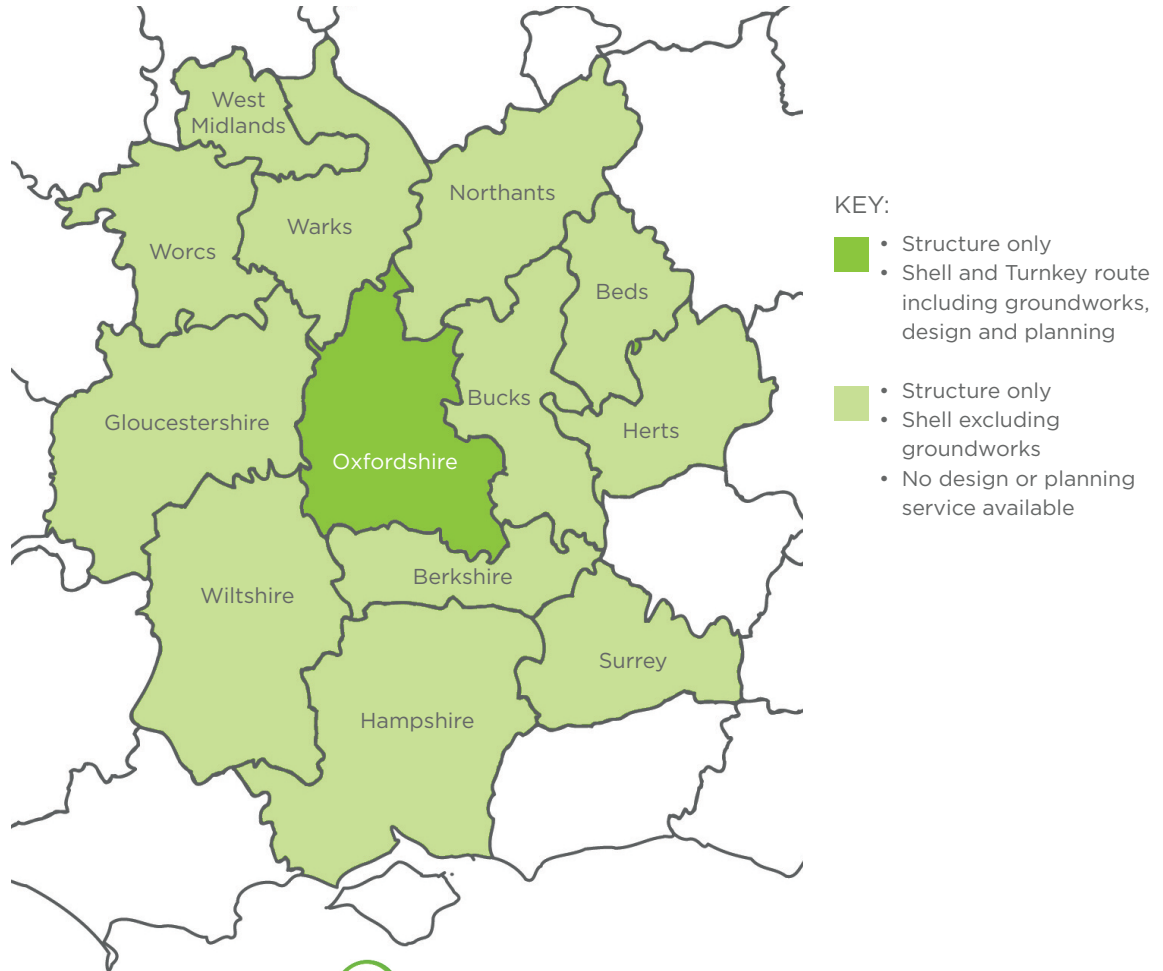 West
Midlands
Northants
Warks
Worcs
Beds
Bucks
Gloucestershire
Herts
Oxfordshire
Berkshire
Wiltshire
Surrey
Hampshire
KEY:
• Structure only
• Shell and Turnkey route
including groundworks,
design and planning
• Structure only
• Shell excluding
groundworks
• No design or planning
service available